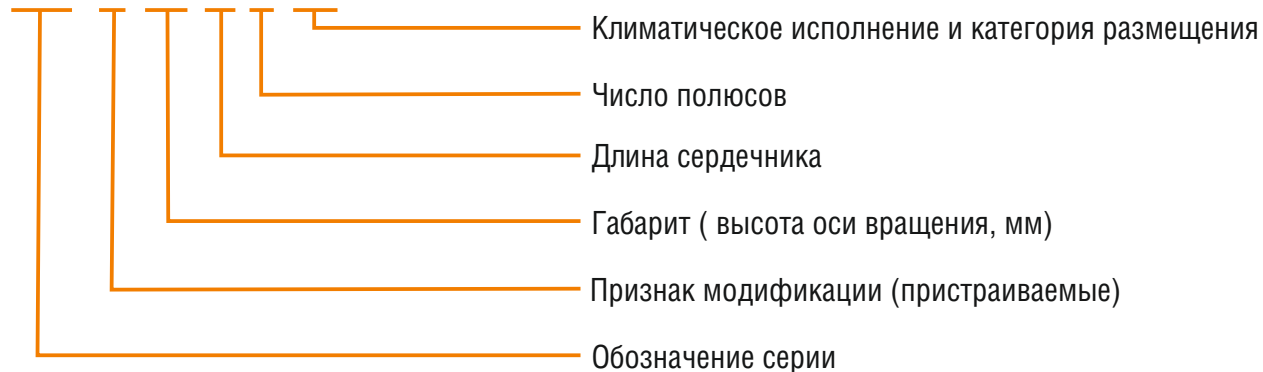 Климатическое исполнение и категория размещения
Число полюсов
Длина сердечника
Габарит ( высота оси вращения, мм)
Признак модификации (пристраиваемые)
Обозначение серии